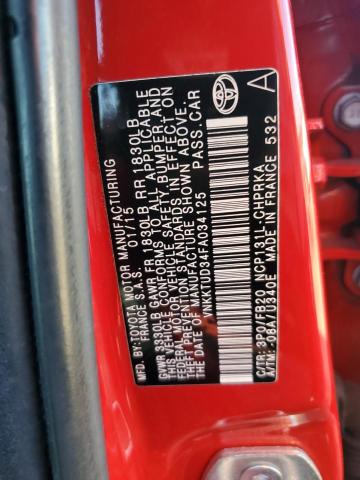 MFD. BY: TOYOTA MOTOR MANUFACTURING
FRANCE S.A.S. 01/15
GVWR 3330LB GAWR FR 1830LB RR 1830LB
THIS VEHICLE CONFORMS TO ALL APPLICABLE
FEDERAL MOTOR VEHICLE SAFETY, BUMPER, AND
THEFT PREVENTION STANDARDS IN EFFECT ON
THE DATE OF MANUFACTURE SHOWN ABOVE.
VNKKTUD34FA034125 PASS.CAR
C/TR: 3P0/FB20 NCP131L-CHPRKA
A/TM: -08A/U340E
MADE IN FRANCE 532
A